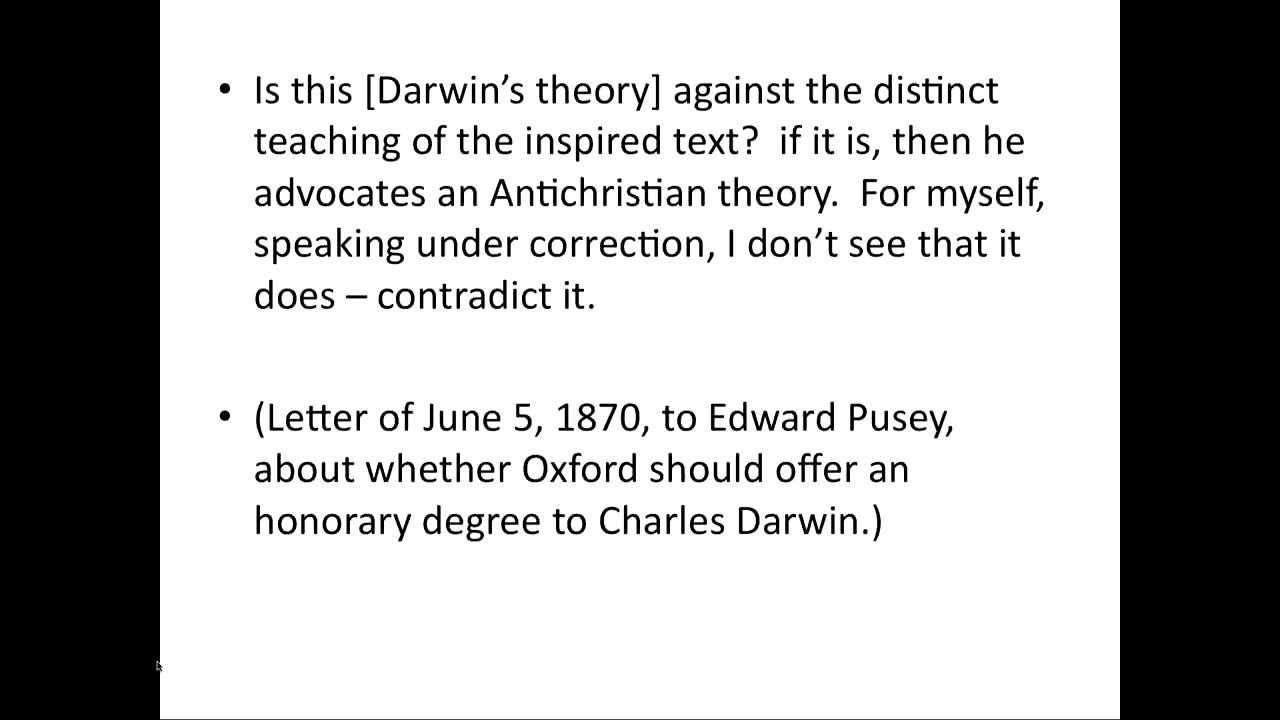 • Is this [Darwin’s theory] against the distinct
teaching of the inspired text?  if it is, then he
advocates an Antichristian theory.  For myself,
speaking under correction, I don’t see that it
does – contradict it.
• (Letter of June 5, 1870, to Edward Pusey,
about whether Oxford should offer an
honorary degree to Charles Darwin.)